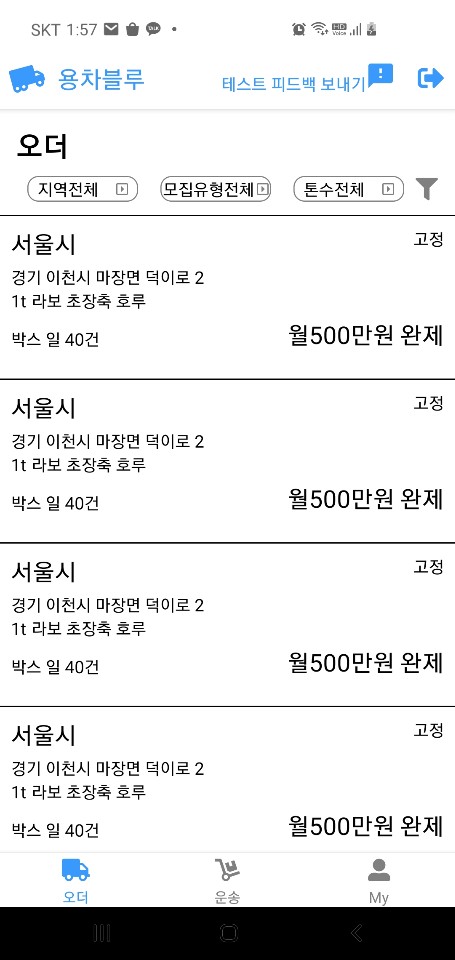 SKT 1:57
용차블루 테스트 피드백 보내기
오더
지역전체 모집유형전체 톤수전체
서울시 고정
경기 이천시 마장면 덕이로 2
1t 라보 초장축 호루
박스 일 40건 월500만원 완제
서울시 고정
경기 이천시 마장면 덕이로 2
1t 라보 초장축 호루
박스 일 40건 월500만원 완제
서울시 고정
경기 이천시 마장면 덕이로 2
1t 라보 초장축 호루
박스 일 40건 월500만원 완제
서울시 고정
경기 이천시 마장면 덕이로 2
1t 라보 초장축 호루
박스 일 40건 월500만원 완제
오더 운송 My